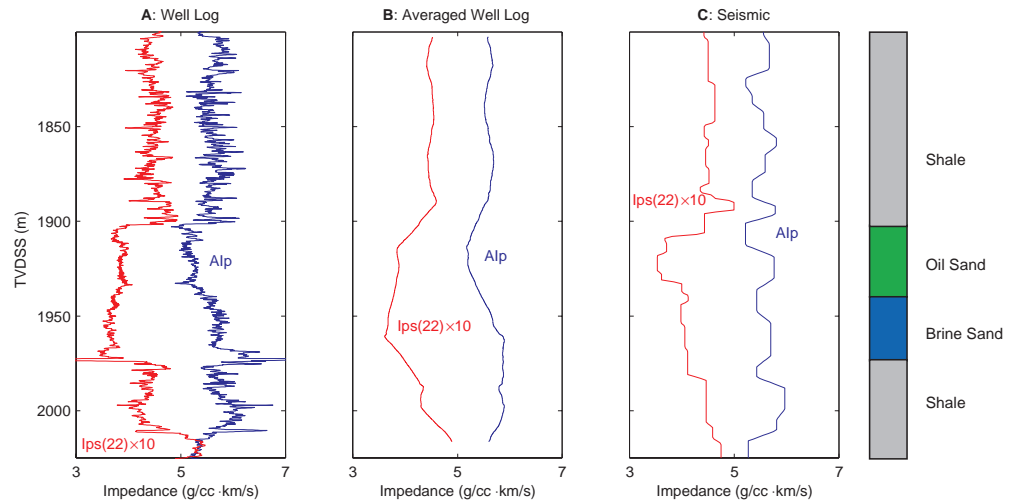 A: Well Log
B: Averaged Well Log
C: Seismic
TVDSS (m)
1850
1900
1950
2000
AIp
Ips(22)×10
3 5 7
Impedance (g/cc ·km/s)
AIp
Ips(22)×10
3 5 7
Impedance (g/cc ·km/s)
Ips(22)×10
AIp
3 5 7
Impedance (g/cc ·km/s)
Shale
Oil Sand
Brine Sand
Shale